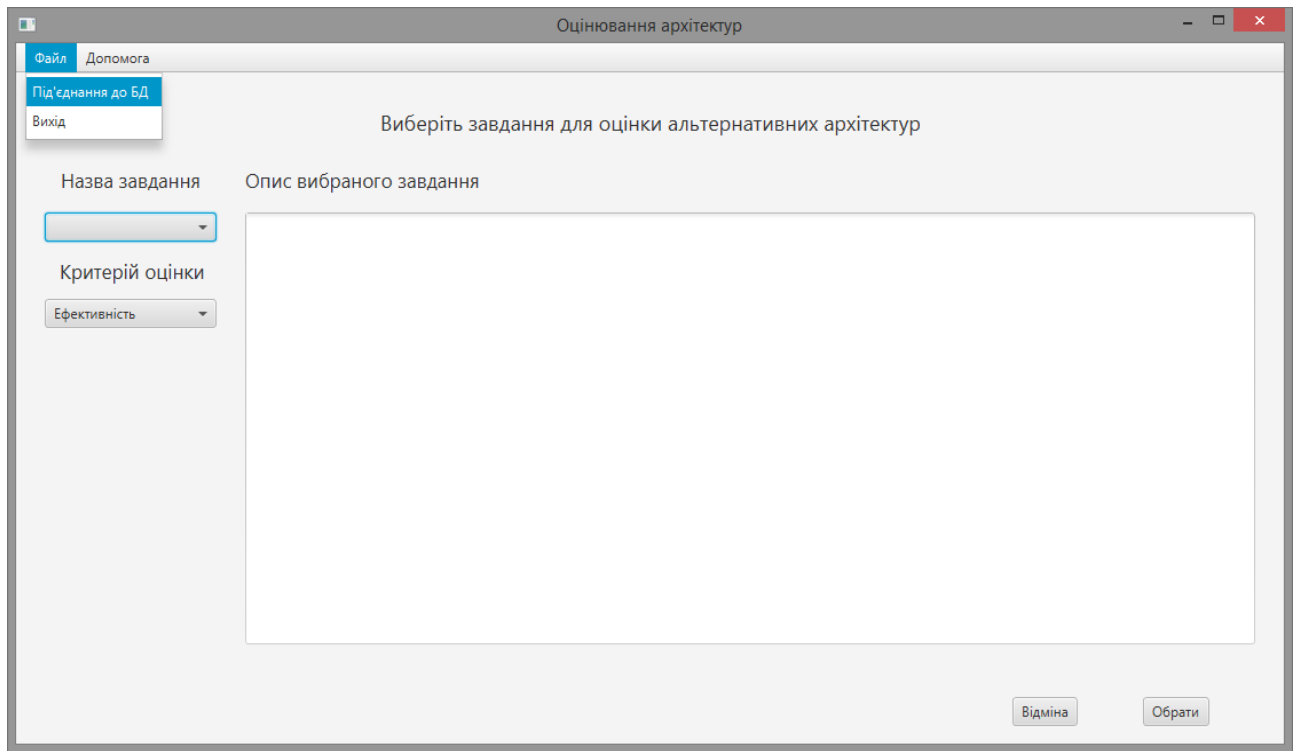 Оцінювання архітектур
Файл Допомога
Під'єднання до БД
Вихід
Виберіть завдання для оцінки альтернативних архітектур
Назва завдання Опис вибраного завдання
Критерій оцінки
Ефективність
Відміна Обрати